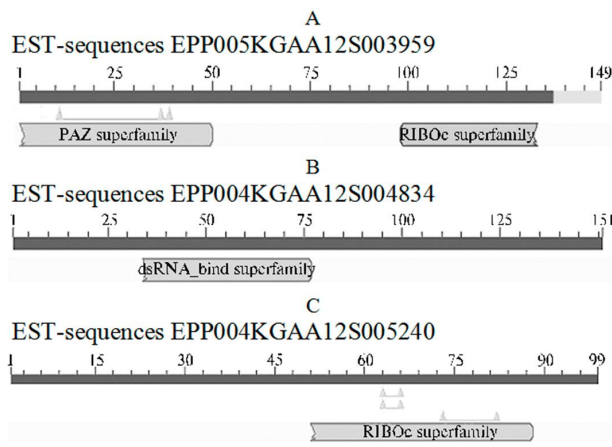 A
EST-sequences EPP005KGAA12S003959
1 25 50 75 100 125 149
PAZ superfamily RIBOc superfamily
B
EST-sequences EPP004KGAA12S004834
1 25 50 75 100 125 151
dsRNA_bind superfamily
C
EST-sequences EPP004KGAA12S005240
1 15 30 45 60 75 90 99
RIBOc superfamily